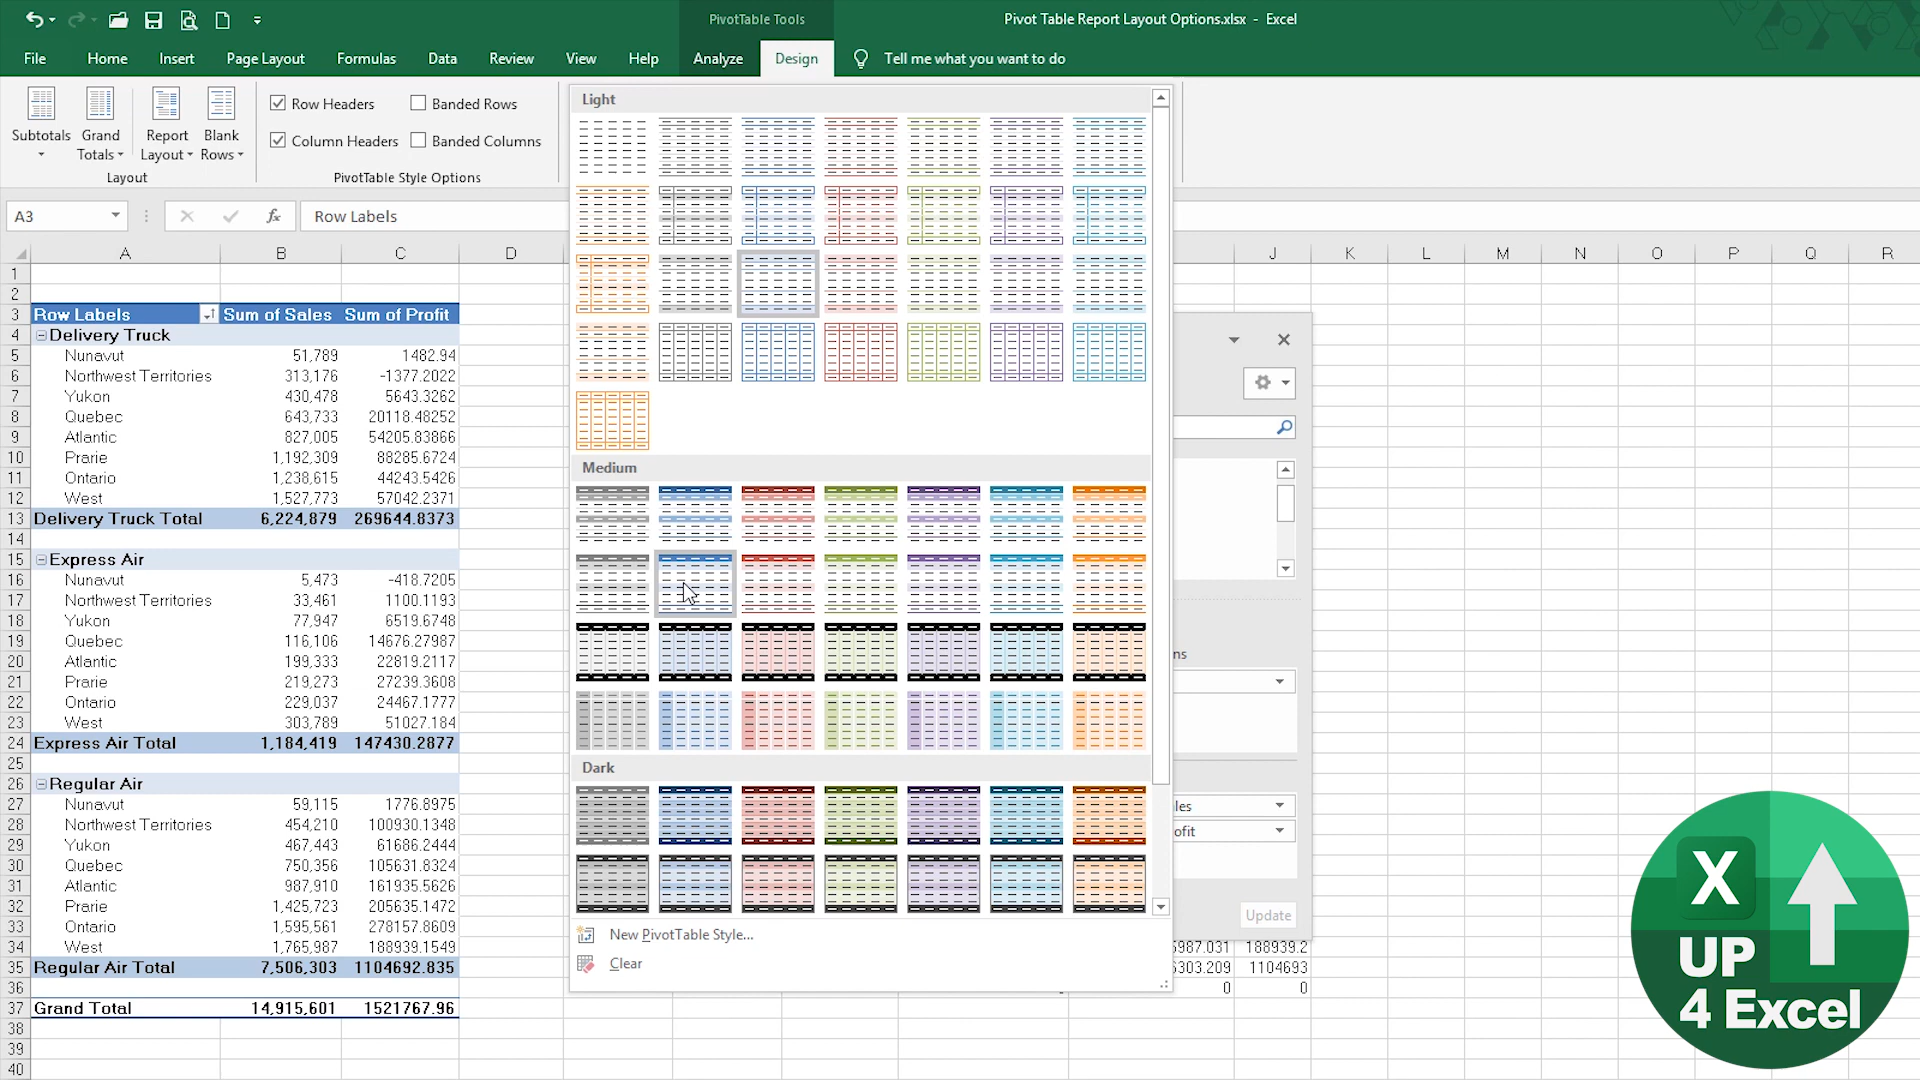 PivotTable Tools
Pivot Table Report Layout Options.xlsx - Excel
File Home Insert Page Layout Formulas Data Review View Help Analyze Design Tell me what you want to do
Subtotals
Grand Totals
Report Layout
Blank Rows
Layout
Row Headers Banded Rows
Column Headers Banded Columns
PivotTable Style Options
A3 fx Row Labels
A B C D J K L M N O P Q R
1
2
3 Row Labels Sum of Sales Sum of Profit
4 Delivery Truck
5 Nunavut 51,789 1482.94
6 Northwest Territories 313,176 -1377.2022
7 Yukon 430,478 5643.3262
8 Quebec 643,733 20118.48252
9 Atlantic 827,005 54205.83866
10 Prarie 1,192,309 88285.6724
11 Ontario 1,238,615 44243.5426
12 West 1,527,773 57042.2371
13 Delivery Truck Total 6,224,879 269644.8373
14
15 Express Air
16 Nunavut 5,473 -418.7205
17 Northwest Territories 33,461 1100.1193
18 Yukon 77,947 6519.6748
19 Quebec 116,106 14676.27987
20 Atlantic 199,333 22819.2117
21 Prarie 219,273 27239.3608
22 Ontario 229,037 24467.1777
23 West 303,789 51027.184
24 Express Air Total 1,184,419 147430.2877
25
26 Regular Air
27 Nunavut 59,115 1776.8975
28 Northwest Territories 454,210 100930.1348
29 Yukon 467,443 61686.2444
30 Quebec 750,356 105631.8324
31 Atlantic 987,910 161935.5626
32 Prarie 1,425,723 205635.1472
33 Ontario 1,595,561 278157.8609
34 West 1,765,987 188939.1549
35 Regular Air Total 7,506,303 1104692.835
36
37 Grand Total 14,915,601 1521767.96
38
39
40
Light
Medium
Dark
New PivotTable Style...
Clear
ns
les
ofit
Update
5987.031 188939.2
6303.209 1104693
0 0
X
UP
4 Excel